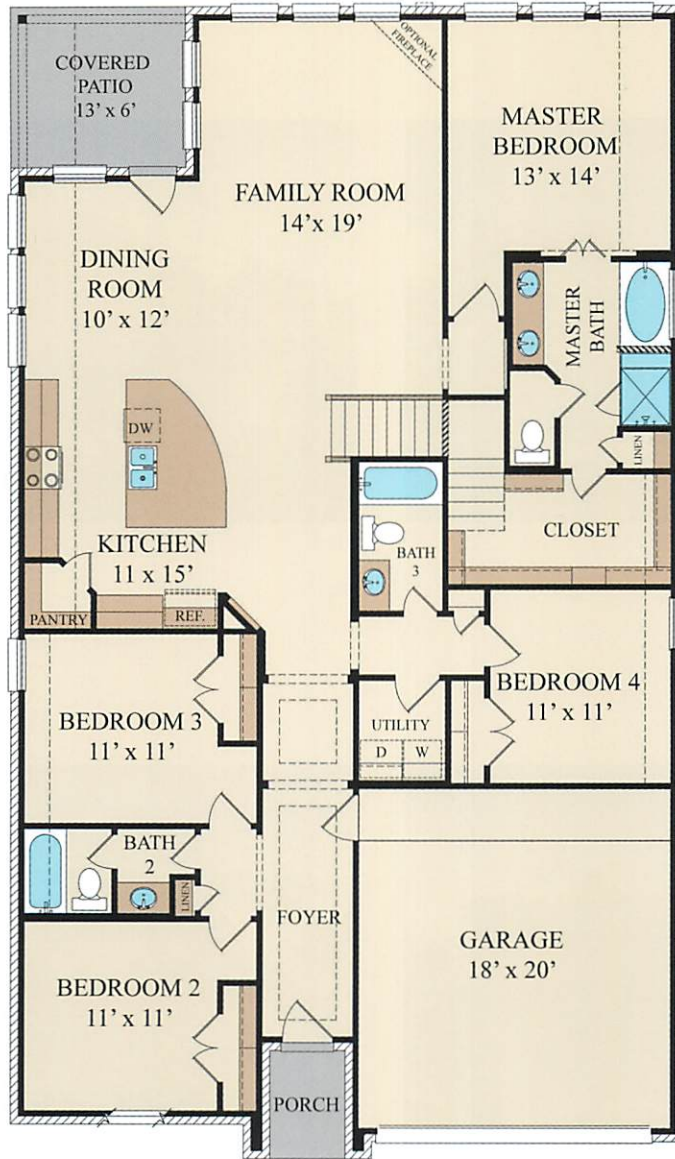 COVERED
PATIO
13' x 6'
OPTIONAL
FIREPLACE
MASTER
BEDROOM
13' x 14'
FAMILY ROOM
14' x 19'
DINING
ROOM
10' x 12'
MASTER
BATH
DW
LINEN
CLOSET
KITCHEN
11 x 15'
BATH
3
PANTRY
REF.
BEDROOM 4
11' x 11'
BEDROOM 3
11' x 11'
UTILITY
D
W
BATH
2
LINEN
FOYER
GARAGE
18' x 20'
BEDROOM 2
11' x 11'
PORCH